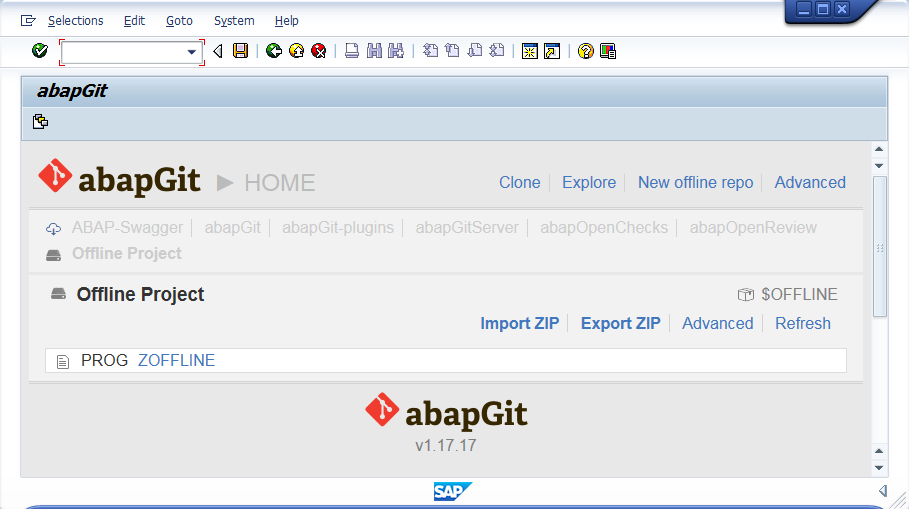 Selections Edit Goto System Help
abapGit
abapGit HOME Clone Explore New offline repo Advanced
ABAP-Swagger abapGit abapGit-plugins abapGitServer abapOpenChecks abapOpenReview
Offline Project
Offline Project $OFFLINE
Import ZIP Export ZIP Advanced Refresh
PROG ZOFFLINE
abapGit
v1.17.17
SAP